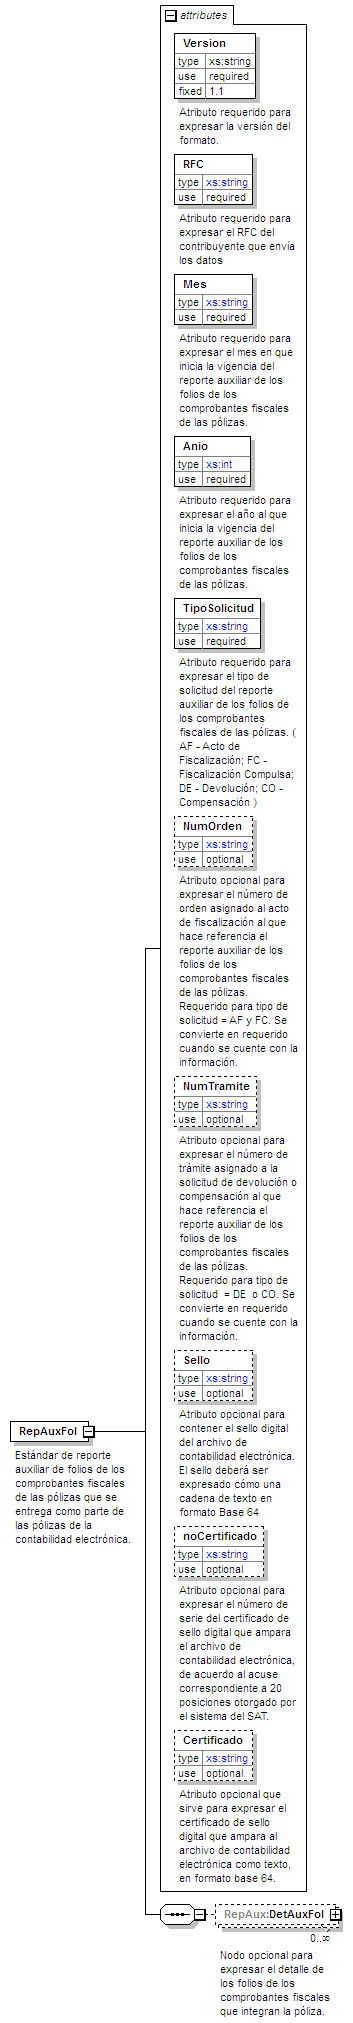 attributes
Version
type xs:string
use required
fixed 1.1
Atributo requerido para
expresar la versión del
formato.
RFC
type xs:string
use required
Atributo requerido para
expresar el RFC del
contribuyente que envía
los datos
Mes
type xs:string
use required
Atributo requerido para
expresar el mes en que
inicia la vigencia del
reporte auxiliar de los
folios de los
comprobantes fiscales
de las pólizas.
Anio
type xs:int
use required
Atributo requerido para
expresar el año al que
inicia la vigencia del
reporte auxiliar de los
folios de los
comprobantes fiscales
de las pólizas.
TipoSolicitud
type xs:string
use required
Atributo requerido para
expresar el tipo de
solicitud del reporte
auxiliar de los folios de
los comprobantes
fiscales de las pólizas. (
AF - Acto de
Fiscalización; FC -
Fiscalización Compulsa;
DE - Devolución; CO -
Compensación )
NumOrden
type xs:string
use optional
Atributo opcional para
expresar el número de
orden asignado al acto
de fiscalización al que
hace referencia el
reporte auxiliar de los
folios de los
comprobantes fiscales
de las pólizas.
Requerido para tipo de
solicitud = AF y FC. Se
convierte en requerido
cuando se cuente con la
información.
NumTramite
type xs:string
use optional
Atributo opcional para
expresar el número de
trámite asignado a la
solicitud de devolución o
compensación al que
hace referencia el
reporte auxiliar de los
folios de los
comprobantes fiscales
de las pólizas.
Requerido para tipo de
solicitud = DE o CO. Se
convierte en requerido
cuando se cuente con la
información.
Sello
type xs:string
use optional
Atributo opcional para
contener el sello digital
del archivo de
contabilidad electrónica.
El sello deberá ser
expresado cómo una
cadena de texto en
formato Base 64
noCertificado
type xs:string
use optional
Atributo opcional para
expresar el número de
serie del certificado de
sello digital que ampara
el archivo de
contabilidad electrónica,
de acuerdo al acuse
correspondiente a 20
posiciones otorgado por
el sistema del SAT.
Certificado
type xs:string
use optional
Atributo opcional que
sirve para expresar el
certificado de sello
digital que ampara al
archivo de contabilidad
electrónica como texto,
en formato base 64.
RepAuxFol
Estándar de reporte
auxiliar de folios de los
comprobantes fiscales
de las pólizas que se
entrega como parte de
las pólizas de la
contabilidad electrónica.
RepAux:DetAuxFol
0..∞
Nodo opcional para
expresar el detalle de
los folios de los
comprobantes fiscales
que integran la póliza.